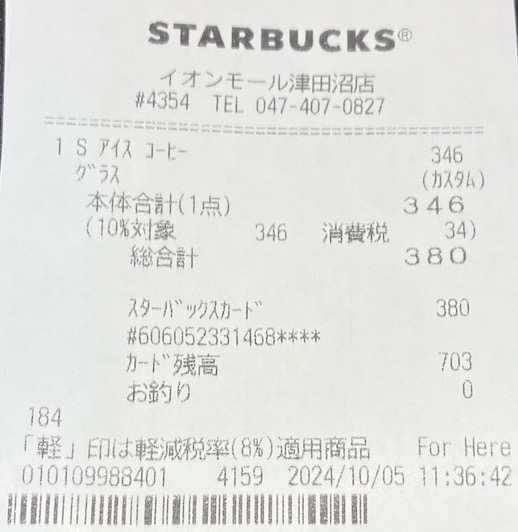 STARBUCKS®
イオンモール津田沼店
#4354 TEL 047-407-0827
1 S アイス コーヒー 346
グラス (カスタム)
本体合計(1点) 346
(10%対象 346 消費税 34)
総合計 380
スターバックスカード 380
#606052331468****
カード残高 703
お釣り 0
184
「軽」印は軽減税率(8%)適用商品 For Here
010109988401 4159 2024/10/05 11:36:42